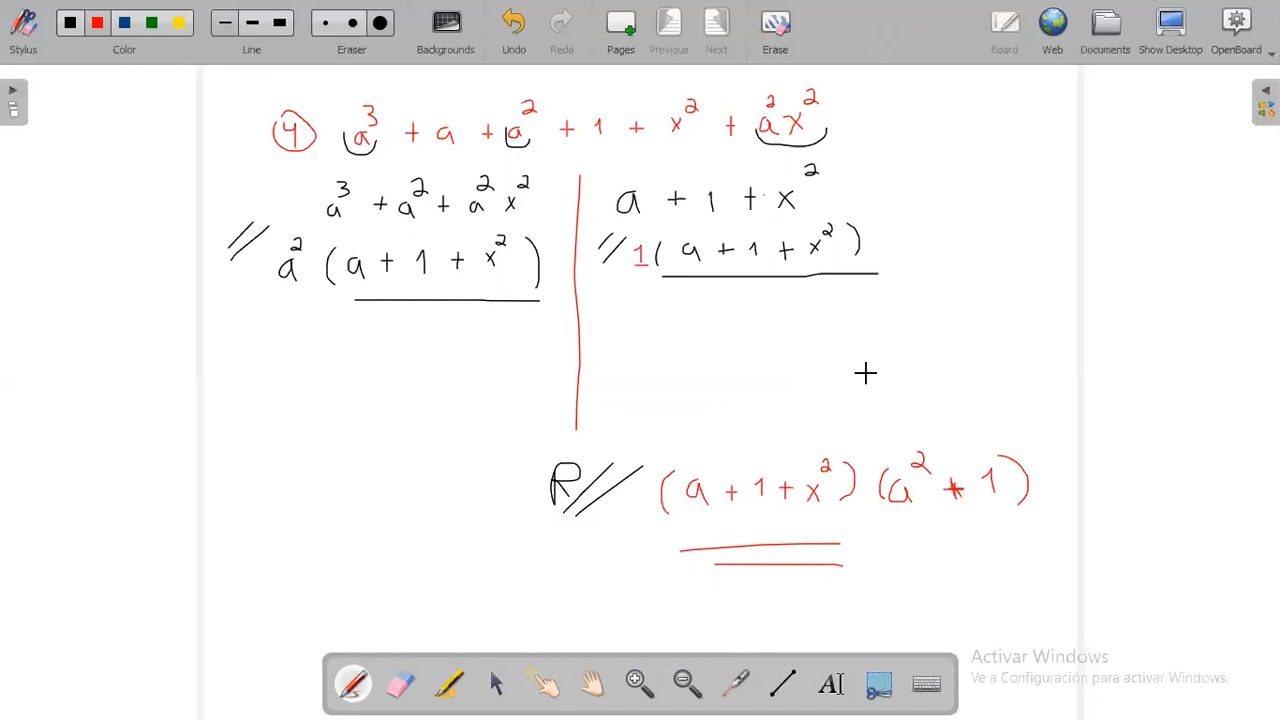 Stylus Color Line Eraser Backgrounds Undo Redo Pages Previous Next Erase Board Web Documents Show Desktop OpenBoard
4 a³ + a + a² + 1 + x² + a²x²
a³ + a² + a²x²
a + 1 + x²
// a² (a + 1 + x²)
// 1(a + 1 + x²)
R// (a + 1 + x²) (a² + 1)
Activar Windows
Ve a Configuración para activar Windows.
AI